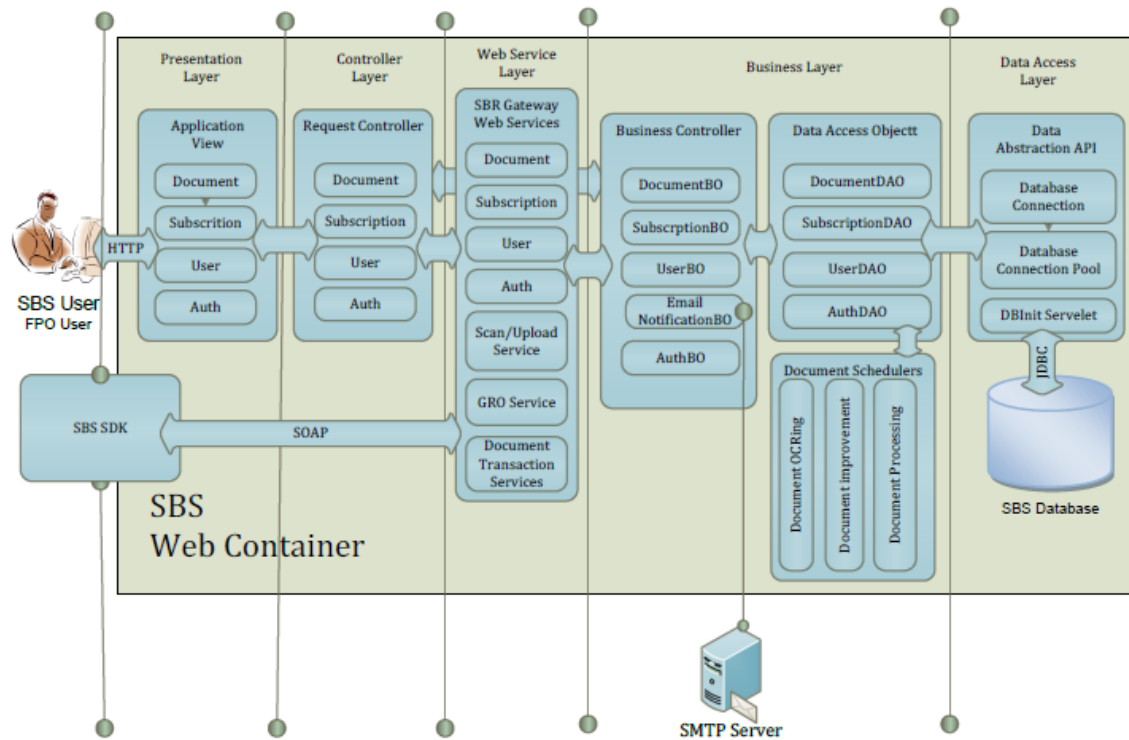 Presentation
Layer
Controller
Layer
Web Service
Layer
Business Layer
Data Access
Layer
Application
View
Document
Subscrition
User
Auth
Request Controller
Document
Subscription
User
Auth
SBR Gateway
Web Services
Document
Subscription
User
Auth
Scan/Upload
Service
GRO Service
Document
Transaction
Services
Business Controller
DocumentBO
SubscrptionBO
UserBO
Email
NotificationBO
AuthBO
Data Access Objectt
DocumentDAO
SubscriptionDAO
UserDAO
AuthDAO
Document Schedulers
Document OCRing
Document improvement
Document Processing
Data
Abstraction API
Database
Connection
Database
Connection Pool
DBInit Servelet
JDBC
SBS Database
HTTP
SBS User
FPO User
SBS SDK
SOAP
SBS
Web Container
SMTP Server